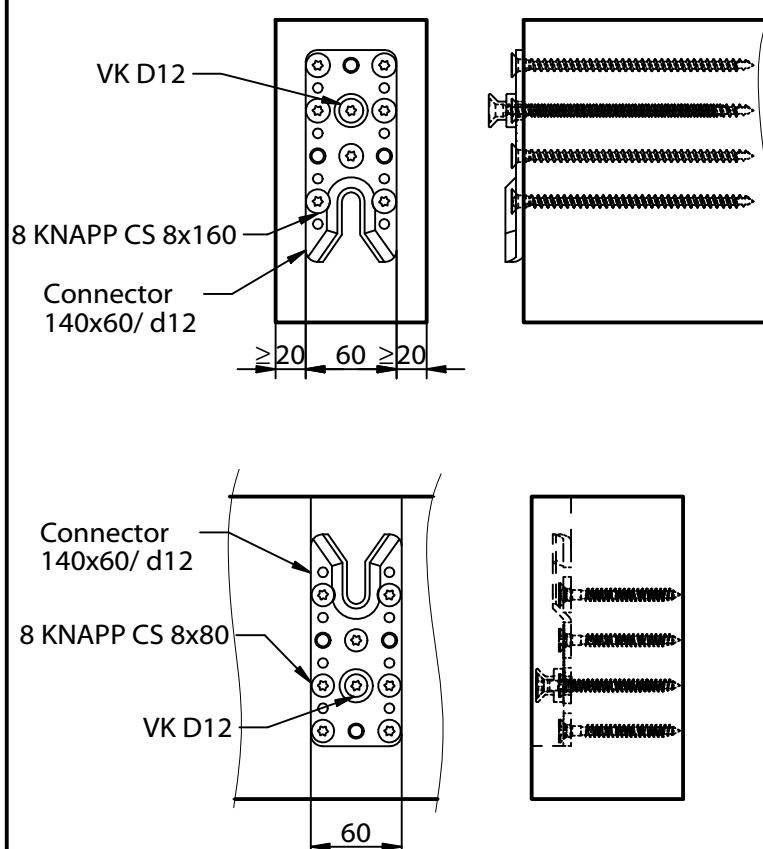 VK D12
8 KNAPP CS 8x160
Connector
140x60/ d12
≥20 60 ≥20
Connector
140x60/ d12
8 KNAPP CS 8x80
VK D12
60